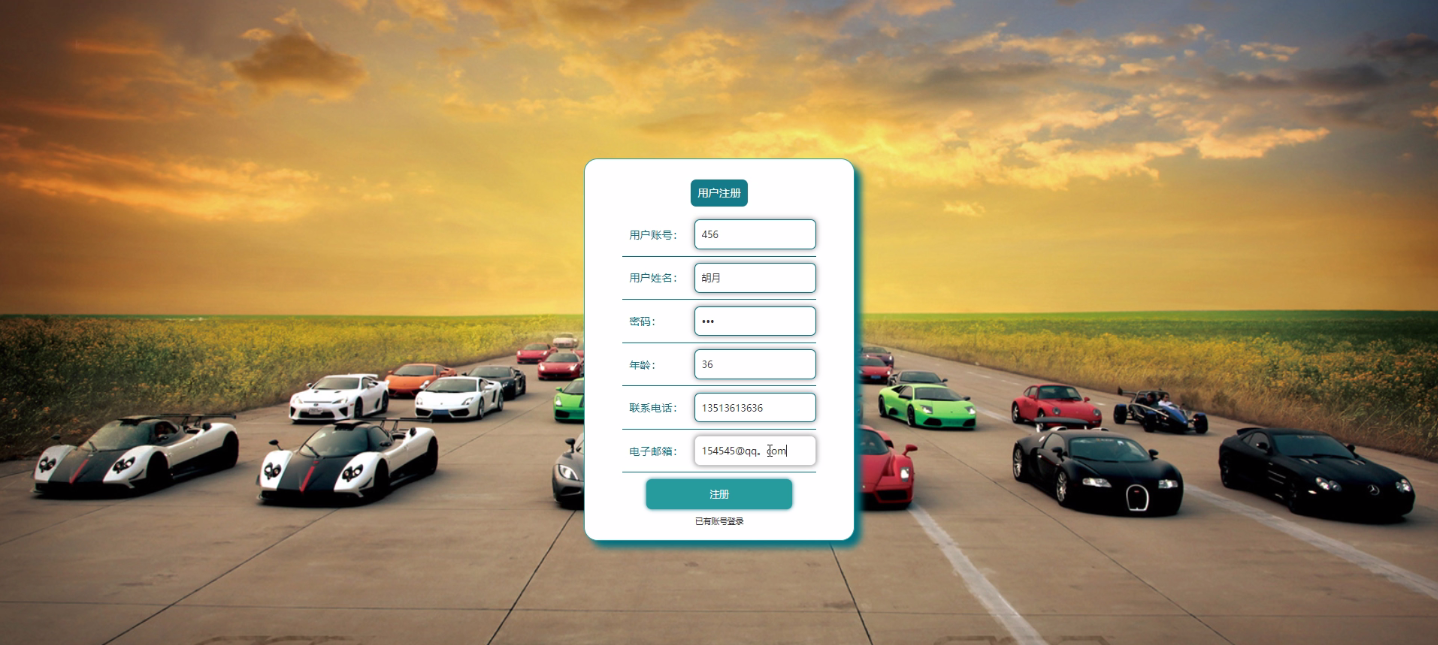 用户注册
用户账号： 456
用户姓名： 胡月
密码： •••
年龄： 36
联系电话： 13513613636
电子邮箱： 154545@qq。com
注册
已有账号登录